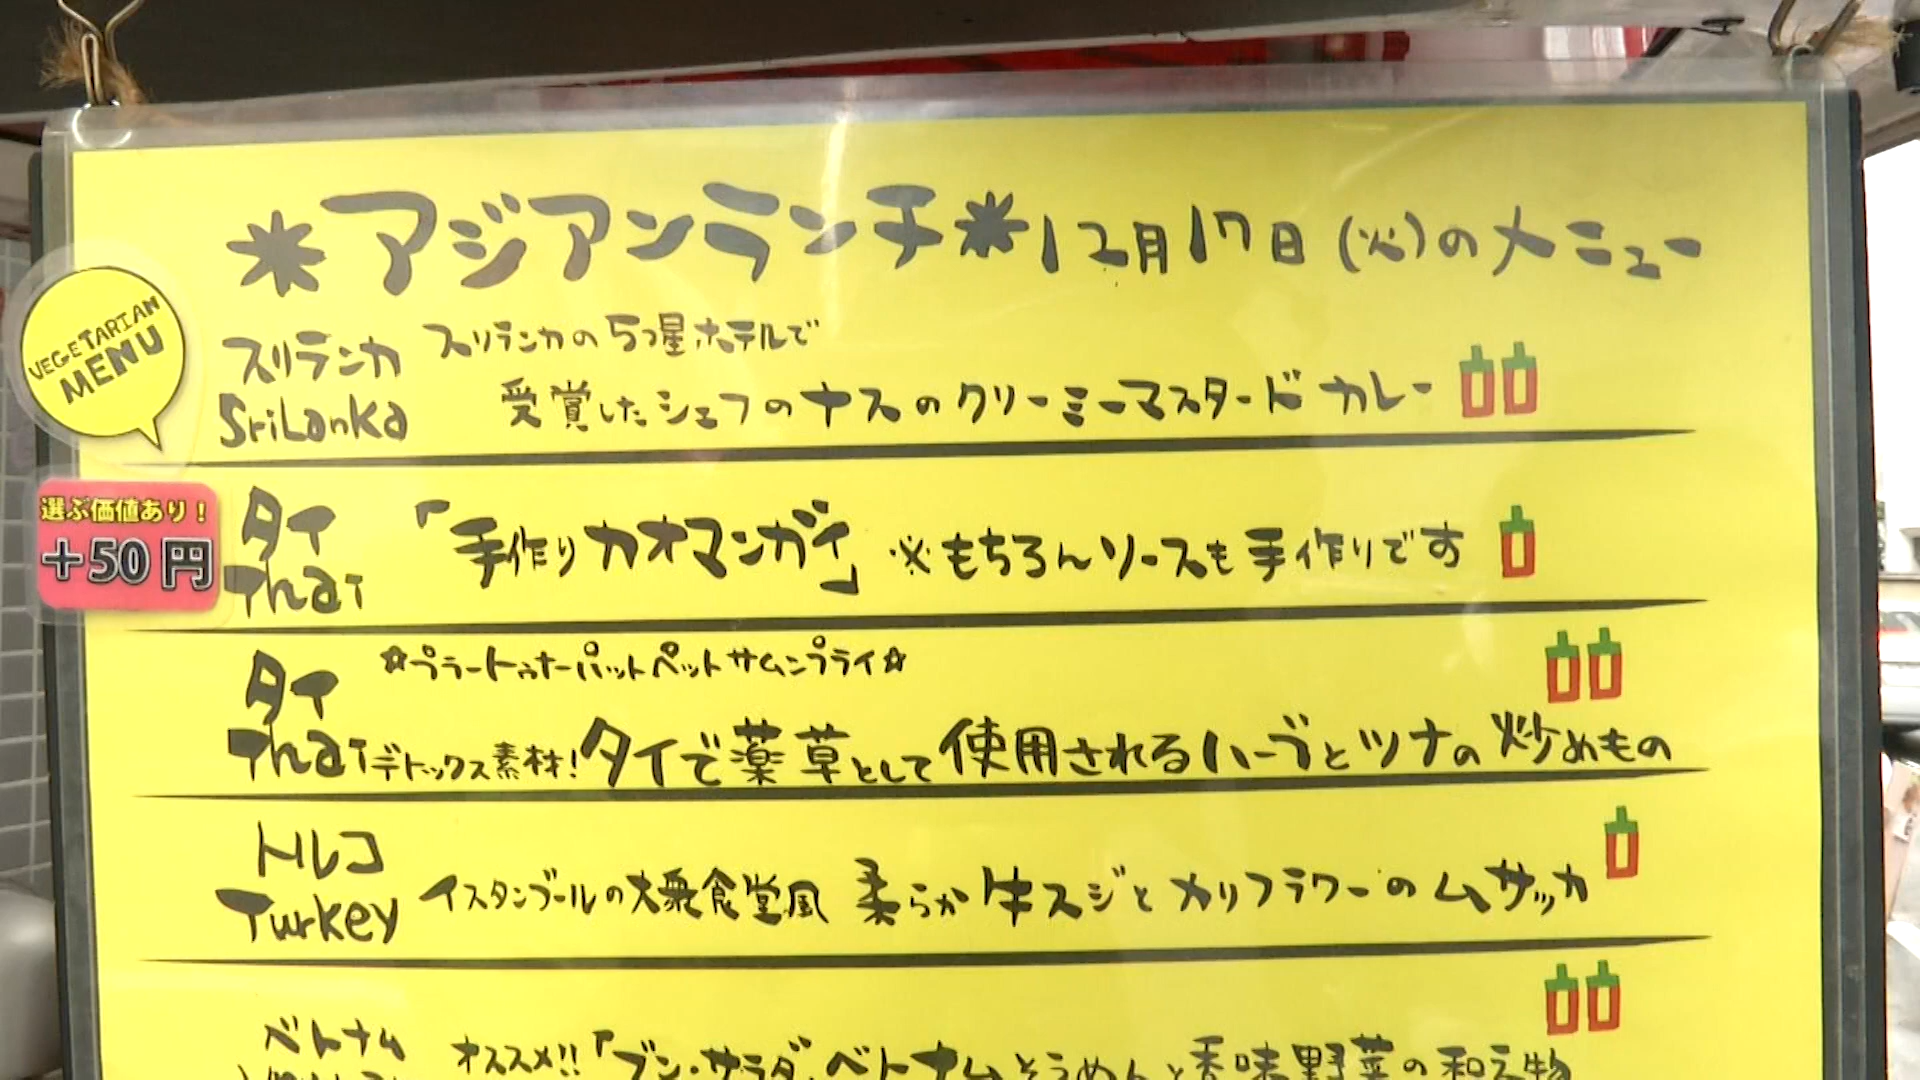 *アジアンランチ* 12月17日(火)のメニュー
VEGETARIAN
MENU
スリランカ
SriLanka
スリランカの5つ星ホテルで
受賞したシェフのナスのクリーミーマスタードカレー
選ぶ価値あり！
+50円
タイ
Thai
「手作りカオマンガイ」 ※もちろんソースも手作りです
タイ
Thai
☆プラートゥナーパットペットサムンプライ☆
デトックス素材!タイで薬草として使用されるハーブとツナの炒めもの
トルコ
Turkey
イスタンブールの大衆食堂風 柔らか牛スジとカリフラワーのムサッカ
ベトナム
オススメ!!「ブン・サラダ、ベトナムそうめんと香味野菜の和え物